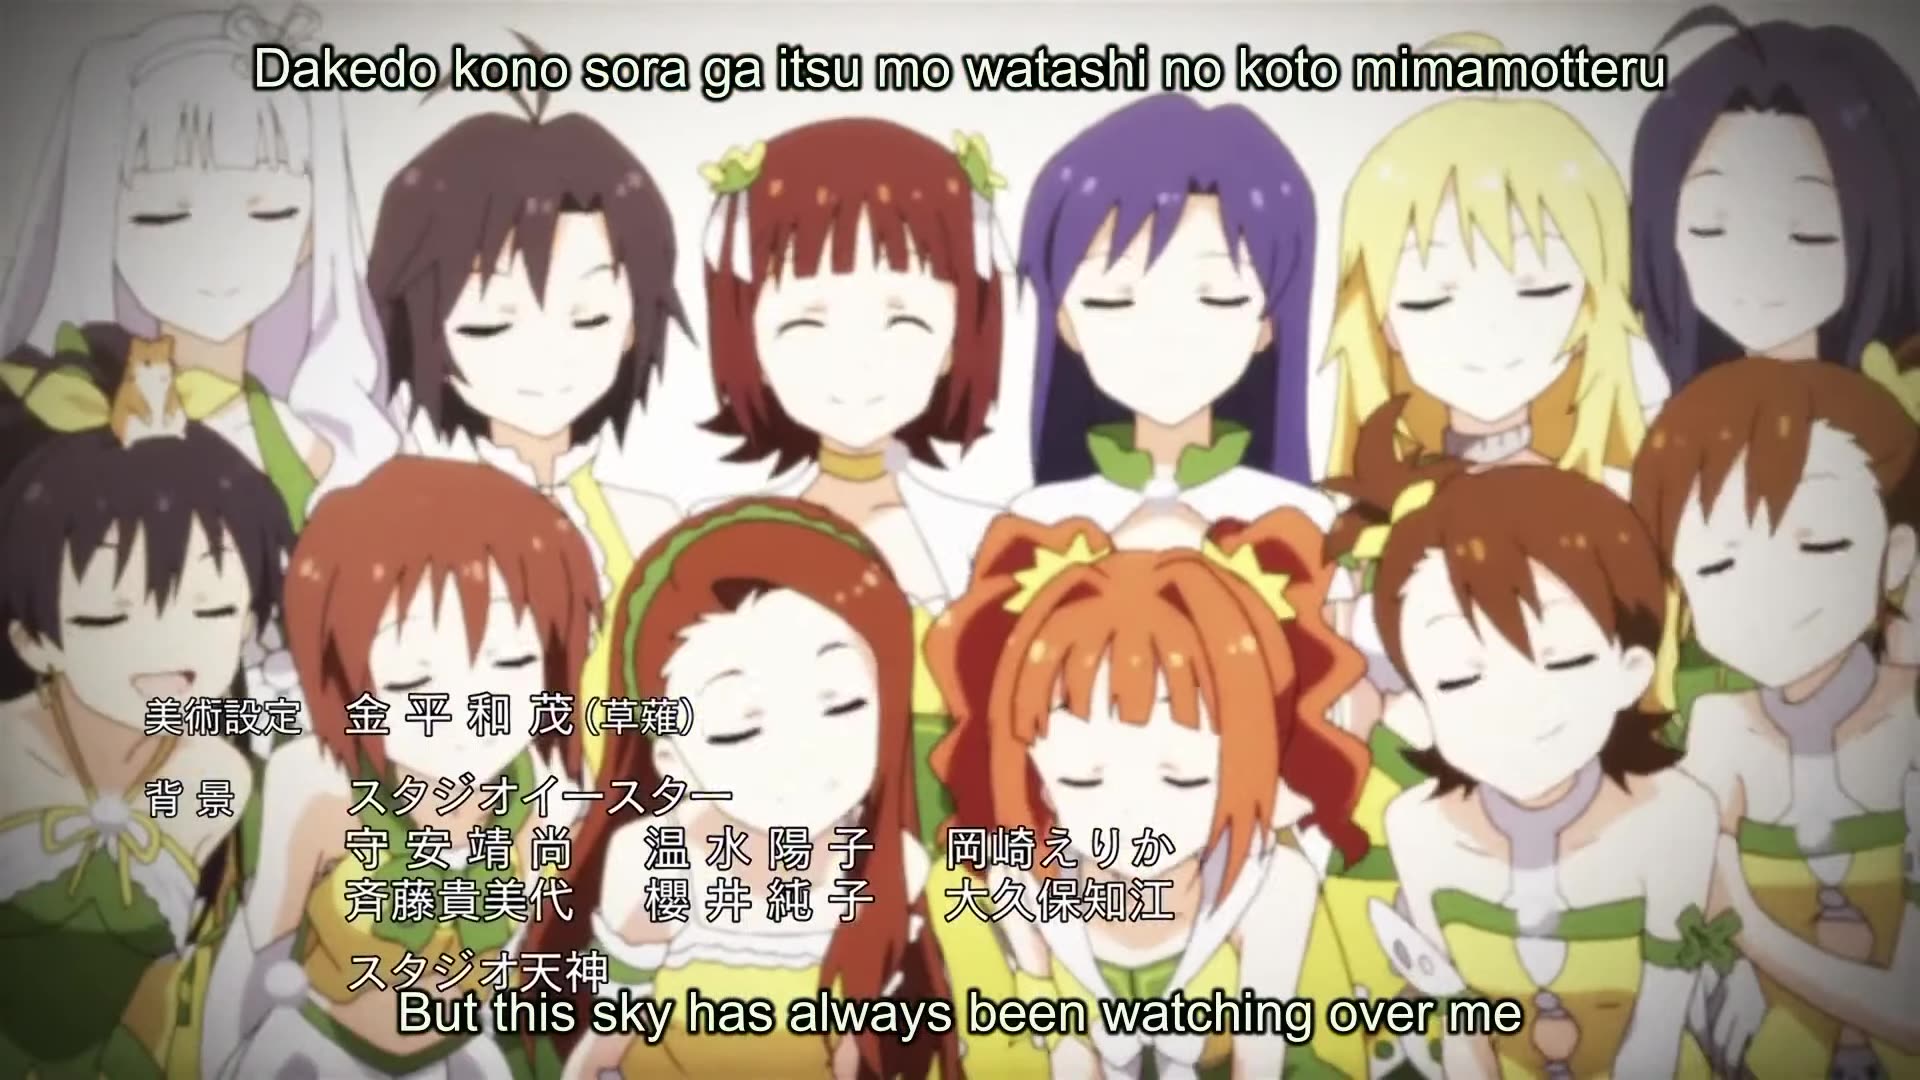 Dakedo kono sora ga itsu mo watashi no koto mimamotteru
美術設定 金平和茂(草薙)
背景 スタジオイースター
守安靖尚 温水陽子 岡崎えりか
斉藤貴美代 櫻井純子 大久保知江
スタジオ天神
But this sky has always been watching over me